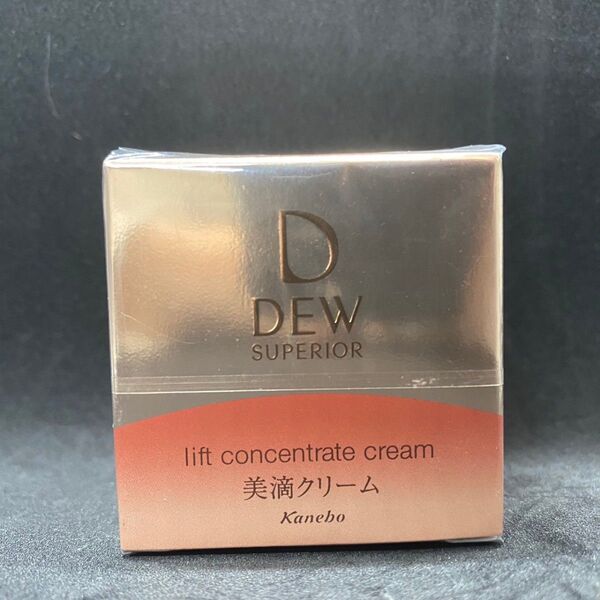 D
DEW
SUPERIOR
lift concentrate cream
美滴クリーム
Kanebo